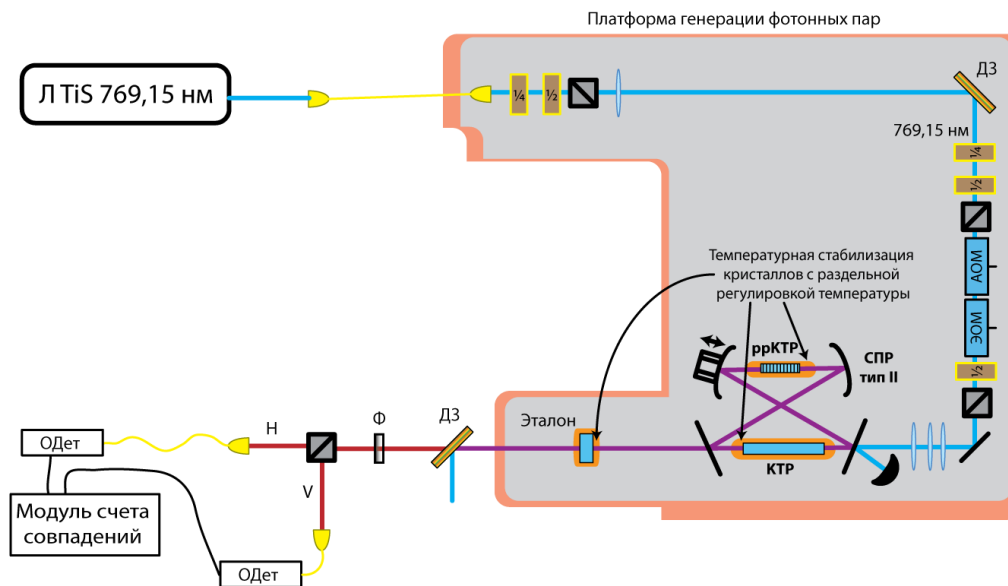 Платформа генерации фотонных пар
Л TiS 769,15 нм
¼
½
ДЗ
769,15 нм
¼
½
АОМ
ЭОМ
½
Температурная стабилизация
кристаллов с раздельной
регулировкой температуры
ppКТР
СПР
тип II
Эталон
КТР
ДЗ
Ф
H
V
ОДет
Модуль счета
совпадений
ОДет